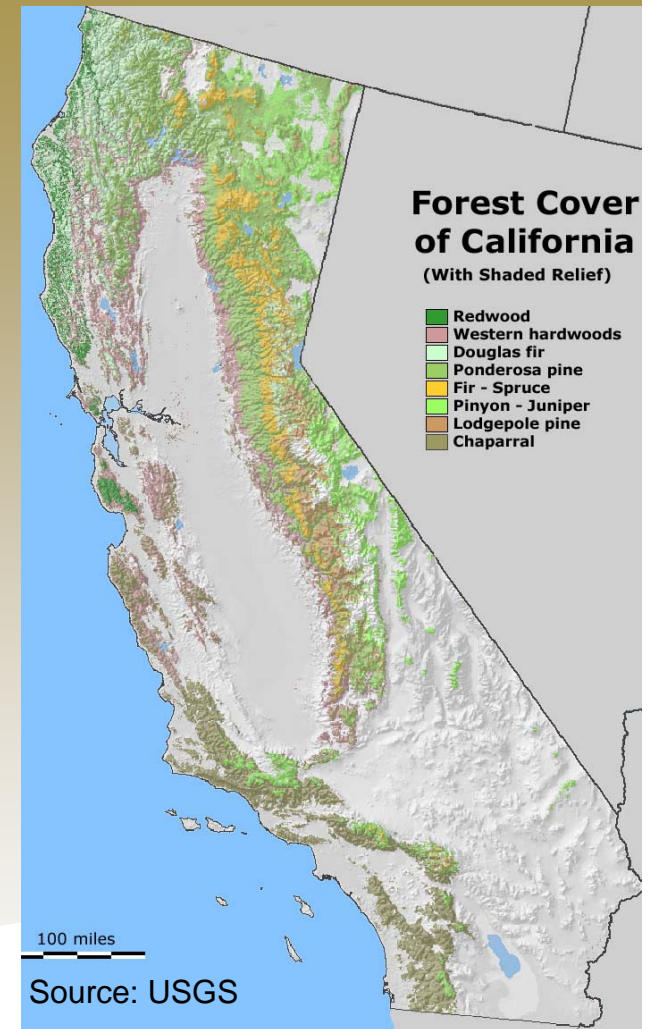 Forest Cover
of California
(With Shaded Relief)
Redwood
Western hardwoods
Douglas fir
Ponderosa pine
Fir - Spruce
Pinyon - Juniper
Lodgepole pine
Chaparral
100 miles
Source: USGS